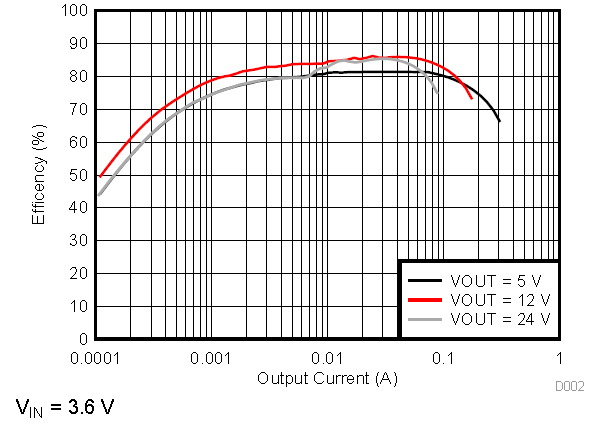 100
90
80
70
60
50
40
30
20
10
0
Efficency (%)
0.0001 0.001 0.01 0.1 1
Output Current (A)
VOUT = 5 V
VOUT = 12 V
VOUT = 24 V
D002
VIN = 3.6 V